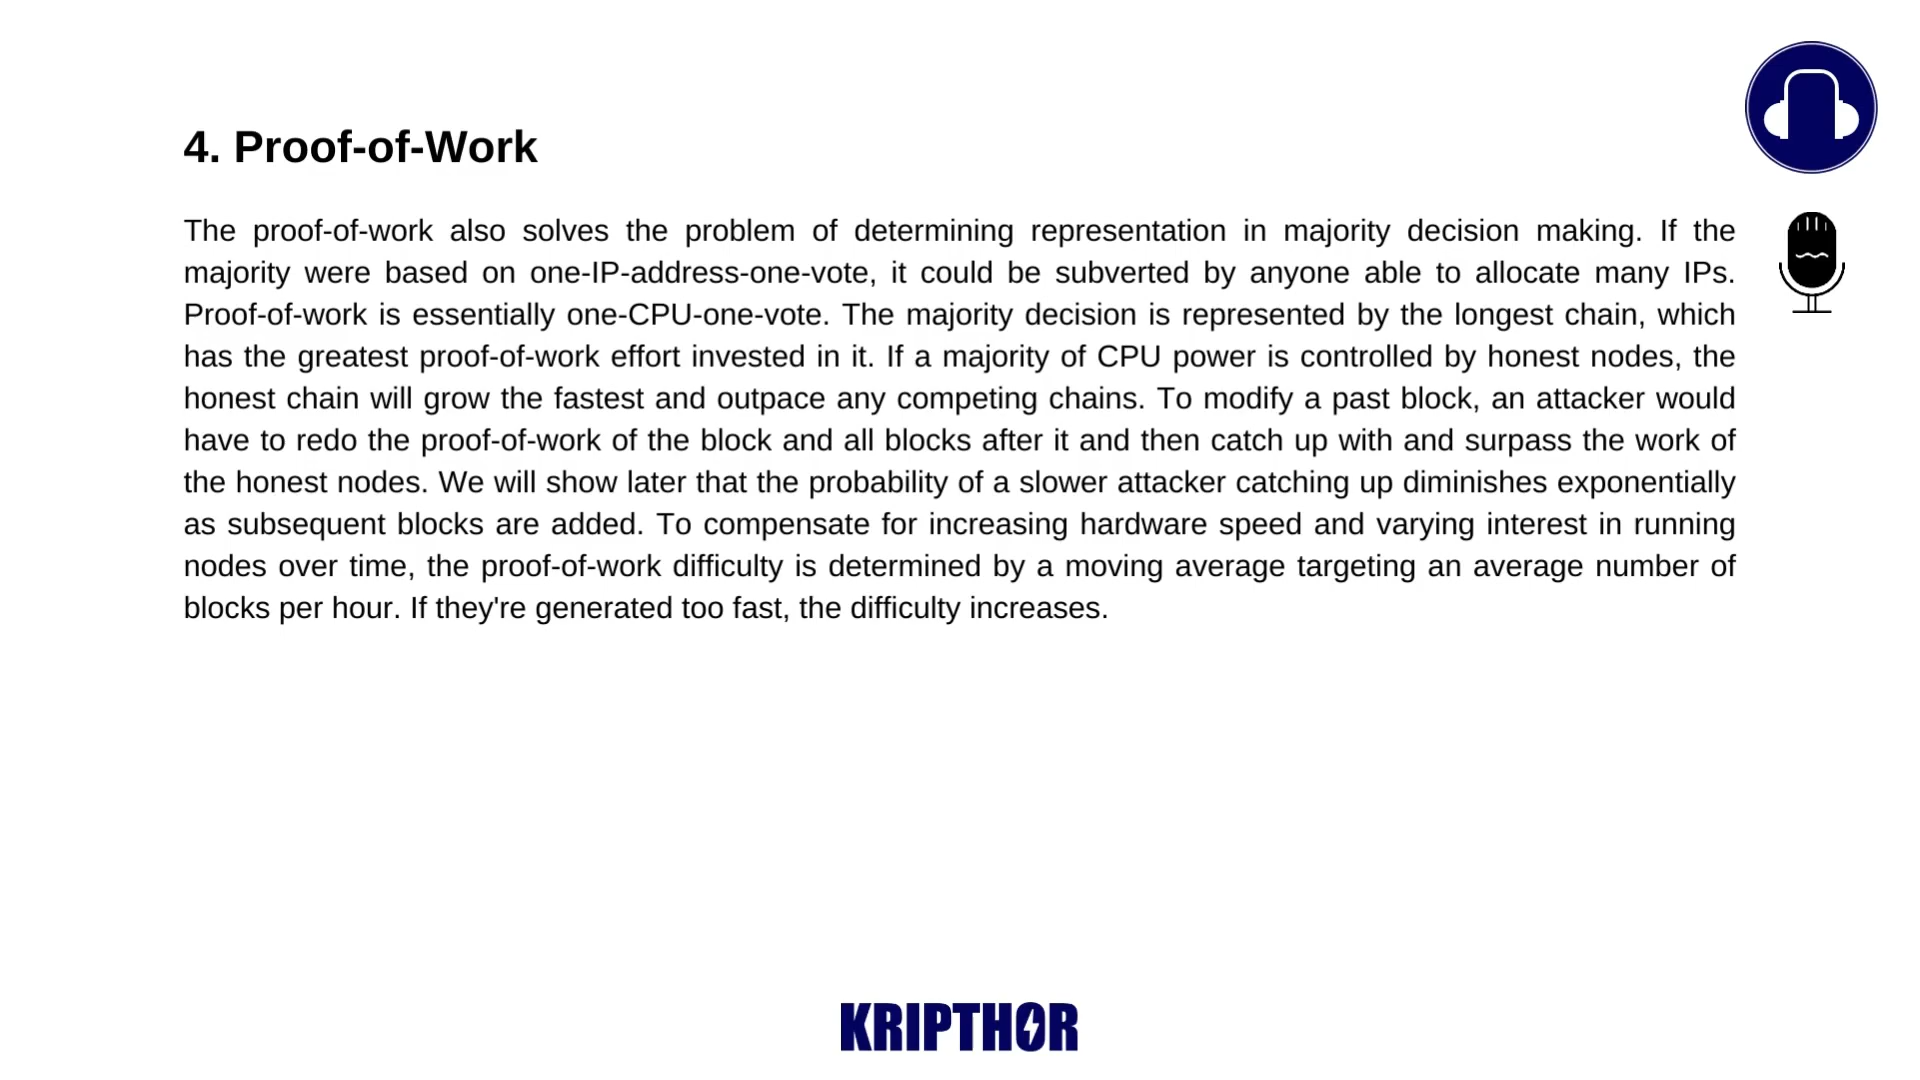 4. Proof-of-Work
The proof-of-work also solves the problem of determining representation in majority decision making. If the
majority were based on one-IP-address-one-vote, it could be subverted by anyone able to allocate many IPs.
Proof-of-work is essentially one-CPU-one-vote. The majority decision is represented by the longest chain, which
has the greatest proof-of-work effort invested in it. If a majority of CPU power is controlled by honest nodes, the
honest chain will grow the fastest and outpace any competing chains. To modify a past block, an attacker would
have to redo the proof-of-work of the block and all blocks after it and then catch up with and surpass the work of
the honest nodes. We will show later that the probability of a slower attacker catching up diminishes exponentially
as subsequent blocks are added. To compensate for increasing hardware speed and varying interest in running
nodes over time, the proof-of-work difficulty is determined by a moving average targeting an average number of
blocks per hour. If they're generated too fast, the difficulty increases.
KRIPTHOR